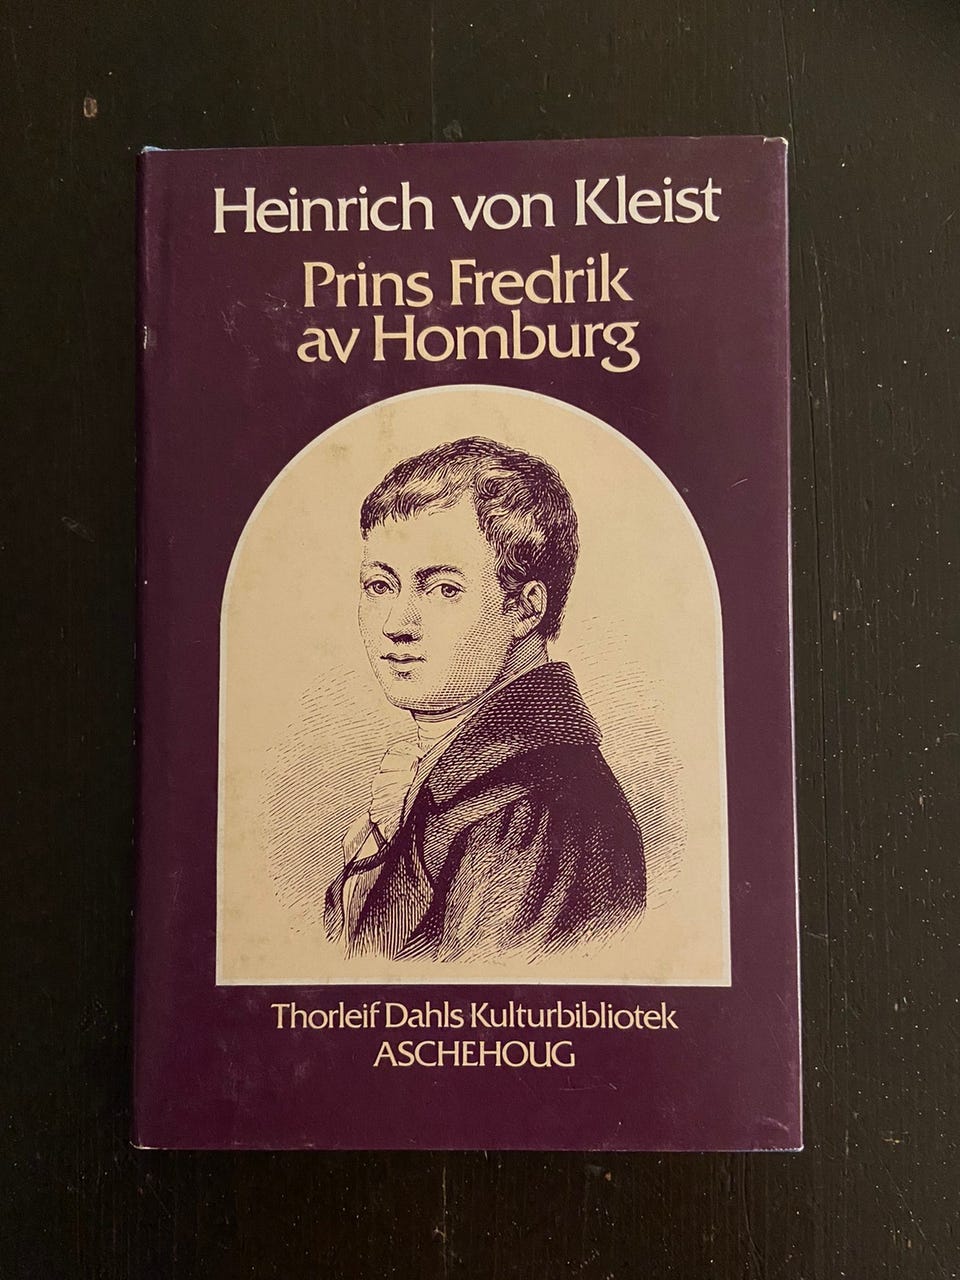 Heinrich von Kleist
Prins Fredrik
av Homburg
Thorleif Dahls Kulturbibliotek
ASCHEHOUG